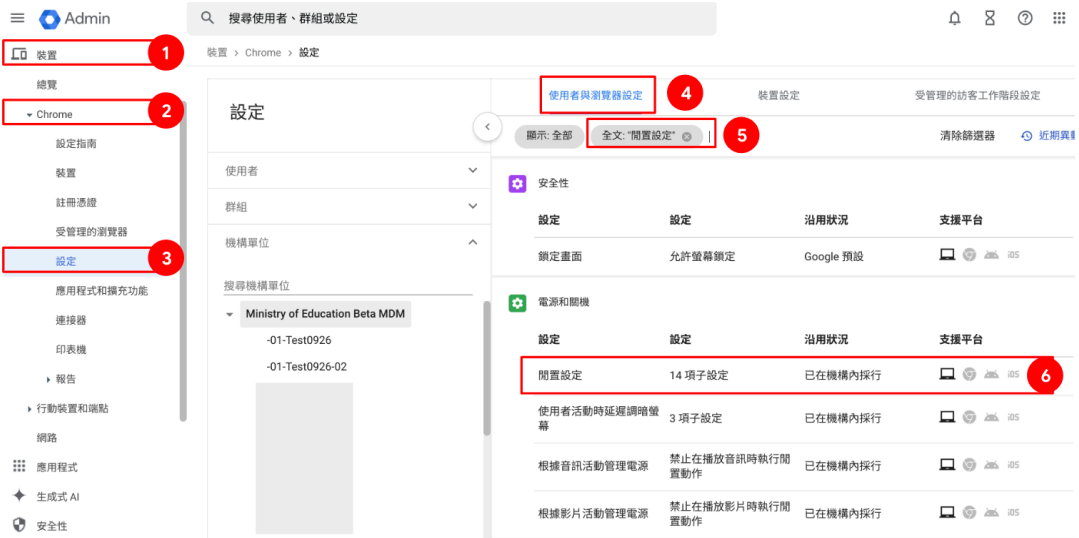 Admin
搜尋使用者、群組或設定
裝置
1
總覽
Chrome
2
設定指南
裝置
註冊憑證
受管理的瀏覽器
設定
3
應用程式和擴充功能
連接器
印表機
報告
行動裝置和端點
網路
應用程式
生成式 AI
安全性
裝置 > Chrome > 設定
設定
使用者
群組
機構單位
搜尋機構單位
Ministry of Education Beta MDM
-01-Test0926
-01-Test0926-02
使用者與瀏覽器設定
4
裝置設定
受管理的訪客工作階段設定
顯示: 全部
全文: "閒置設定"
5
清除篩選器
近期異動
安全性
設定 設定 沿用狀況 支援平台
鎖定畫面 允許螢幕鎖定 Google 預設 iOS
電源和關機
設定 設定 沿用狀況 支援平台
閒置設定 14 項子設定 已在機構內採行 iOS 6
使用者活動時延遲調暗螢
幕
3 項子設定 已在機構內採行 iOS
根據音訊活動管理電源
禁止在播放音訊時執行閒
置動作
已在機構內採行 iOS
根據影片活動管理電源
禁止在播放影片時執行閒
置動作
已在機構內採行 iOS